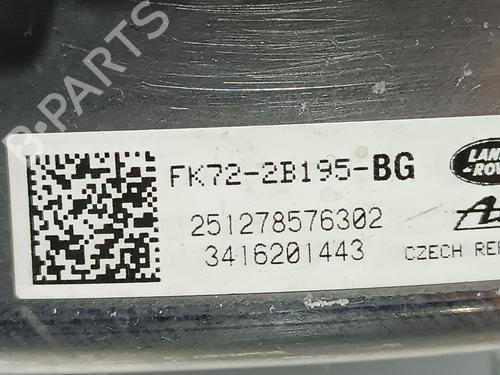 B-PARTS
FK72-2B195-BG
LAND
ROV
251278576302
3416201443
CZECH REP